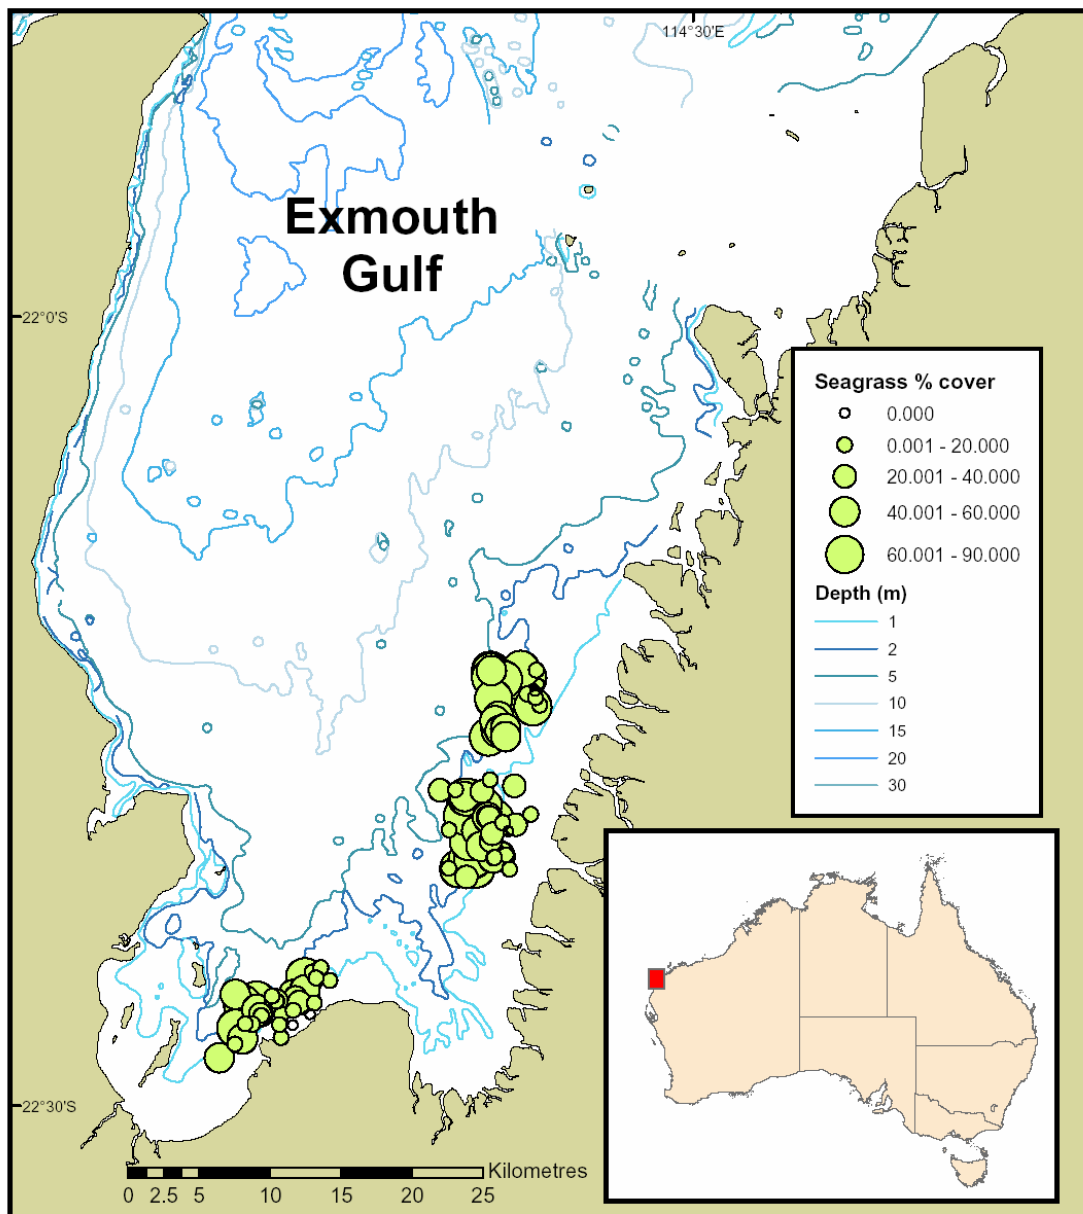 114°30'E
Exmouth
Gulf
22°0'S
Seagrass % cover
0.000
0.001 - 20.000
20.001 - 40.000
40.001 - 60.000
60.001 - 90.000
Depth (m)
1
2
5
10
15
20
30
22°30'S
Kilometres
0 2.5 5 10 15 20 25